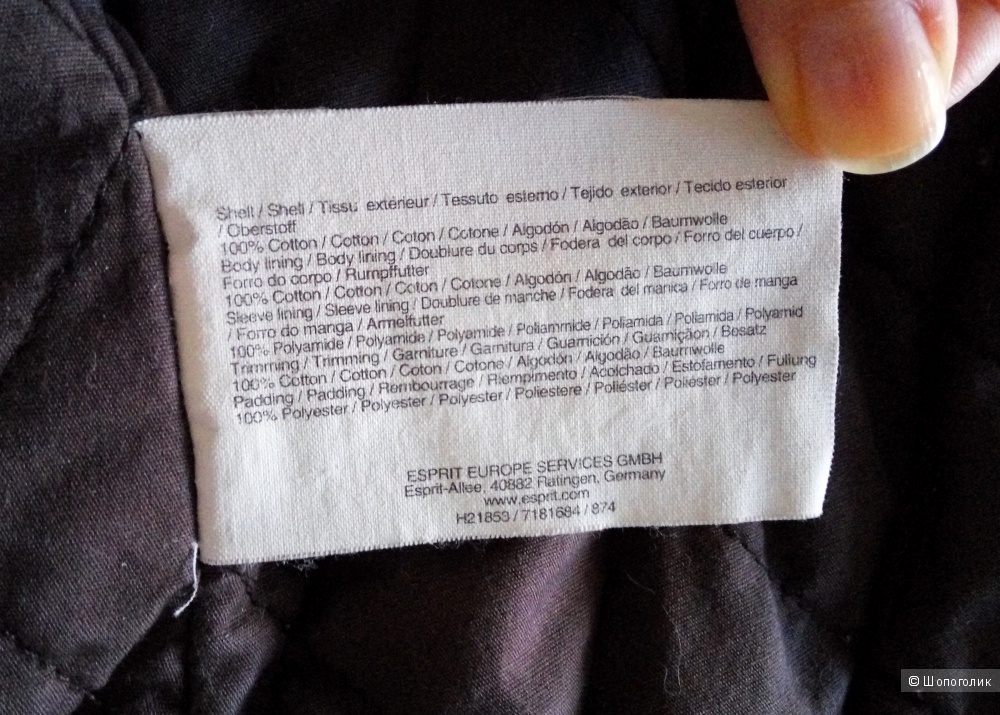 Shell / Shell / Tissu extérieur / Tessuto esterno / Tejido exterior / Tecido esterior
/ Oberstoff
100% Cotton / Cotton / Coton / Cotone / Algodón / Algodão / Baumwolle
Body lining / Body lining / Doublure du corps / Fodera del corpo / Forro del cuerpo /
Forro do corpo / Rumpffutter
100% Cotton / Cotton / Coton / Cotone / Algodón / Algodão / Baumwolle
Sleeve lining / Sleeve lining / Doublure de manche / Fodera del manica / Forro de manga
/ Forro do manga / Armelfutter
100% Polyamide / Polyamide / Polyamide / Poliammide / Poliamida / Poliamida / Polyamid
Trimming / Trimming / Garniture / Garnitura / Guarnición / Guarnição / Besatz
100% Cotton / Cotton / Coton / Cotone / Algodón / Algodão / Baumwolle
Padding / Padding / Rembourrage / Riempimento / Acolchado / Estofamento / Fullung
100% Polyester / Polyester / Polyester / Poliestere / Poliéster / Poliéster / Polyester
ESPRIT EUROPE SERVICES GMBH
Esprit-Allee, 40882 Ratingen, Germany
www.esprit.com
H21853 / 7181684 / 874
© Шопоголик